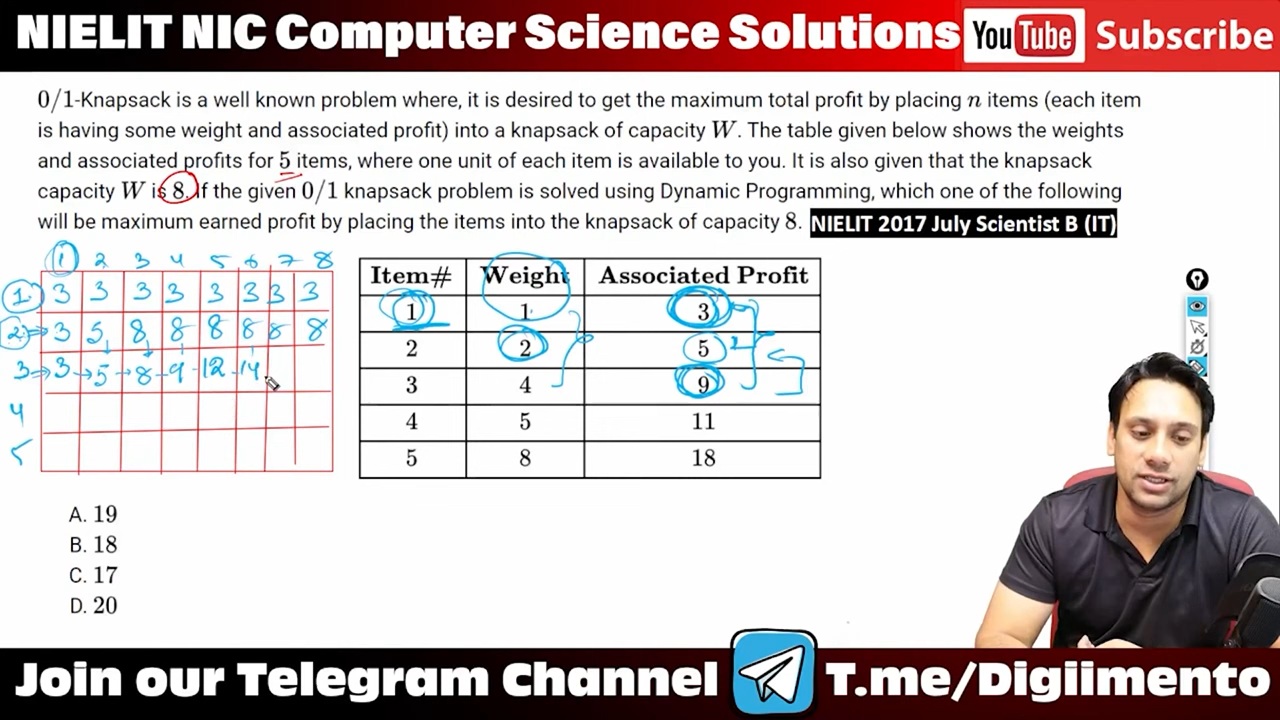 NIELIT NIC Computer Science Solutions YouTube Subscribe
0/1-Knapsack is a well known problem where, it is desired to get the maximum total profit by placing n items (each item
is having some weight and associated profit) into a knapsack of capacity W. The table given below shows the weights
and associated profits for 5 items, where one unit of each item is available to you. It is also given that the knapsack
capacity W is 8. If the given 0/1 knapsack problem is solved using Dynamic Programming, which one of the following
will be maximum earned profit by placing the items into the knapsack of capacity 8. NIELIT 2017 July Scientist B (IT)
1 2 3 4 5 6 7 8
1 3 3 3 3 3 3 3 3
2 3 5 8 8 8 8 8 8
3 3 5 8 9 12 14
4
5
Item# Weight Associated Profit
1 1 3
2 2 5
3 4 9
4 5 11
5 8 18
A. 19
B. 18
C. 17
D. 20
Join our Telegram Channel T.me/Digiimento